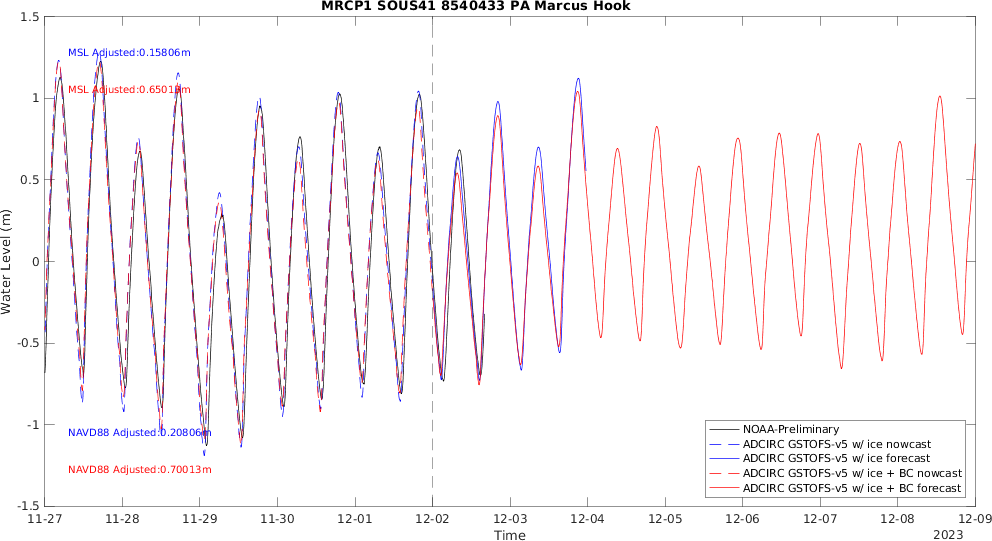 MRCP1 SOUS41 8540433 PA Marcus Hook
1.5
1
0.5
0
-0.5
-1
-1.5
Water Level (m)
MSL Adjusted:0.15806m
MSL Adjusted:0.65013m
NAVD88 Adjusted:0.20806m
NAVD88 Adjusted:0.70013m
NOAA-Preliminary
ADCIRC GSTOFS-v5 w/ ice nowcast
ADCIRC GSTOFS-v5 w/ ice forecast
ADCIRC GSTOFS-v5 w/ ice + BC nowcast
ADCIRC GSTOFS-v5 w/ ice + BC forecast
11-27 11-28 11-29 11-30 12-01 12-02 12-03 12-04 12-05 12-06 12-07 12-08 12-09
Time
2023